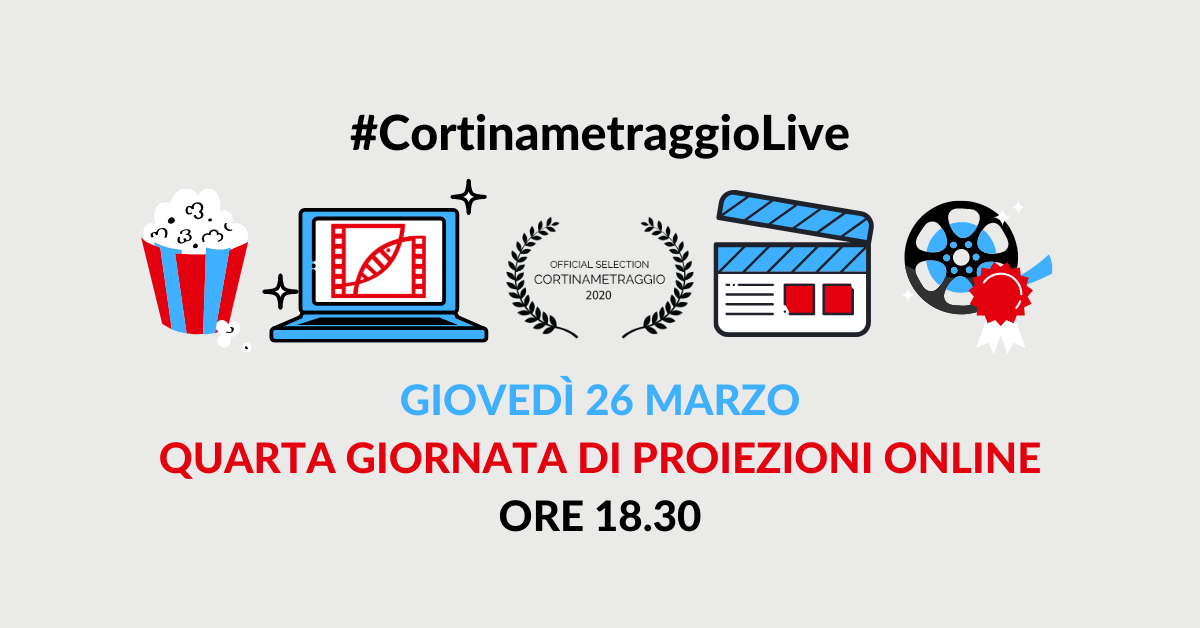 #CortinametraggioLive
OFFICIAL SELECTION
CORTINAMETRAGGIO
2020
GIOVEDÌ 26 MARZO
QUARTA GIORNATA DI PROIEZIONI ONLINE
ORE 18.30